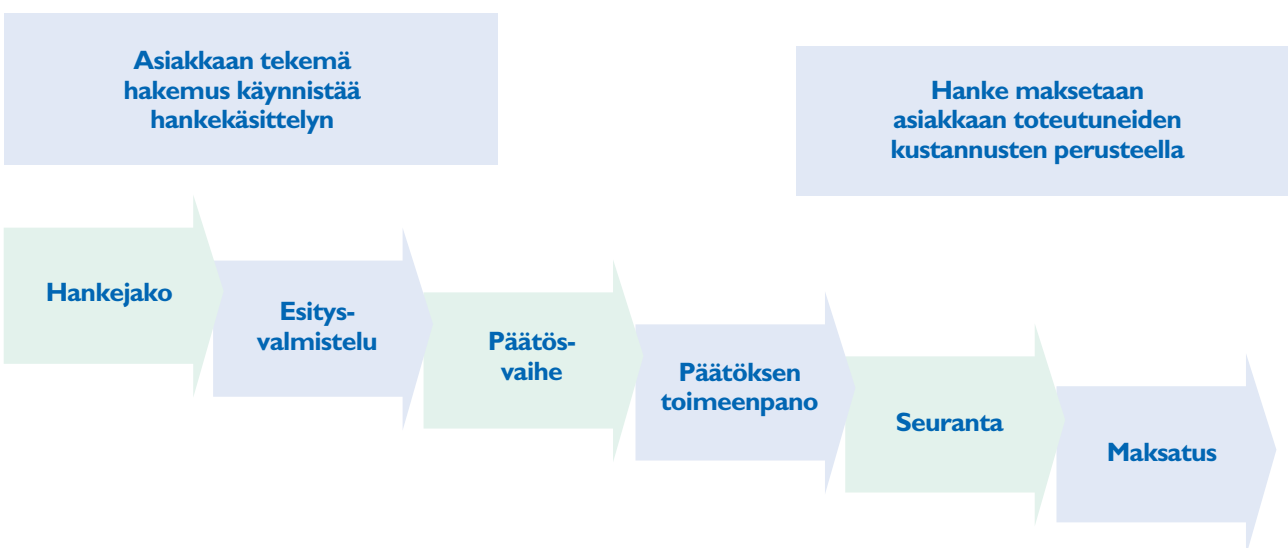 Asiakkaan tekemä
hakemus käynnistää
hankekäsittelyn
Hanke maksetaan
asiakkaan toteutuneiden
kustannusten perusteella
Hankejako
Esitys-
valmistelu
Päätös-
vaihe
Päätöksen
toimeenpano
Seuranta
Maksatus